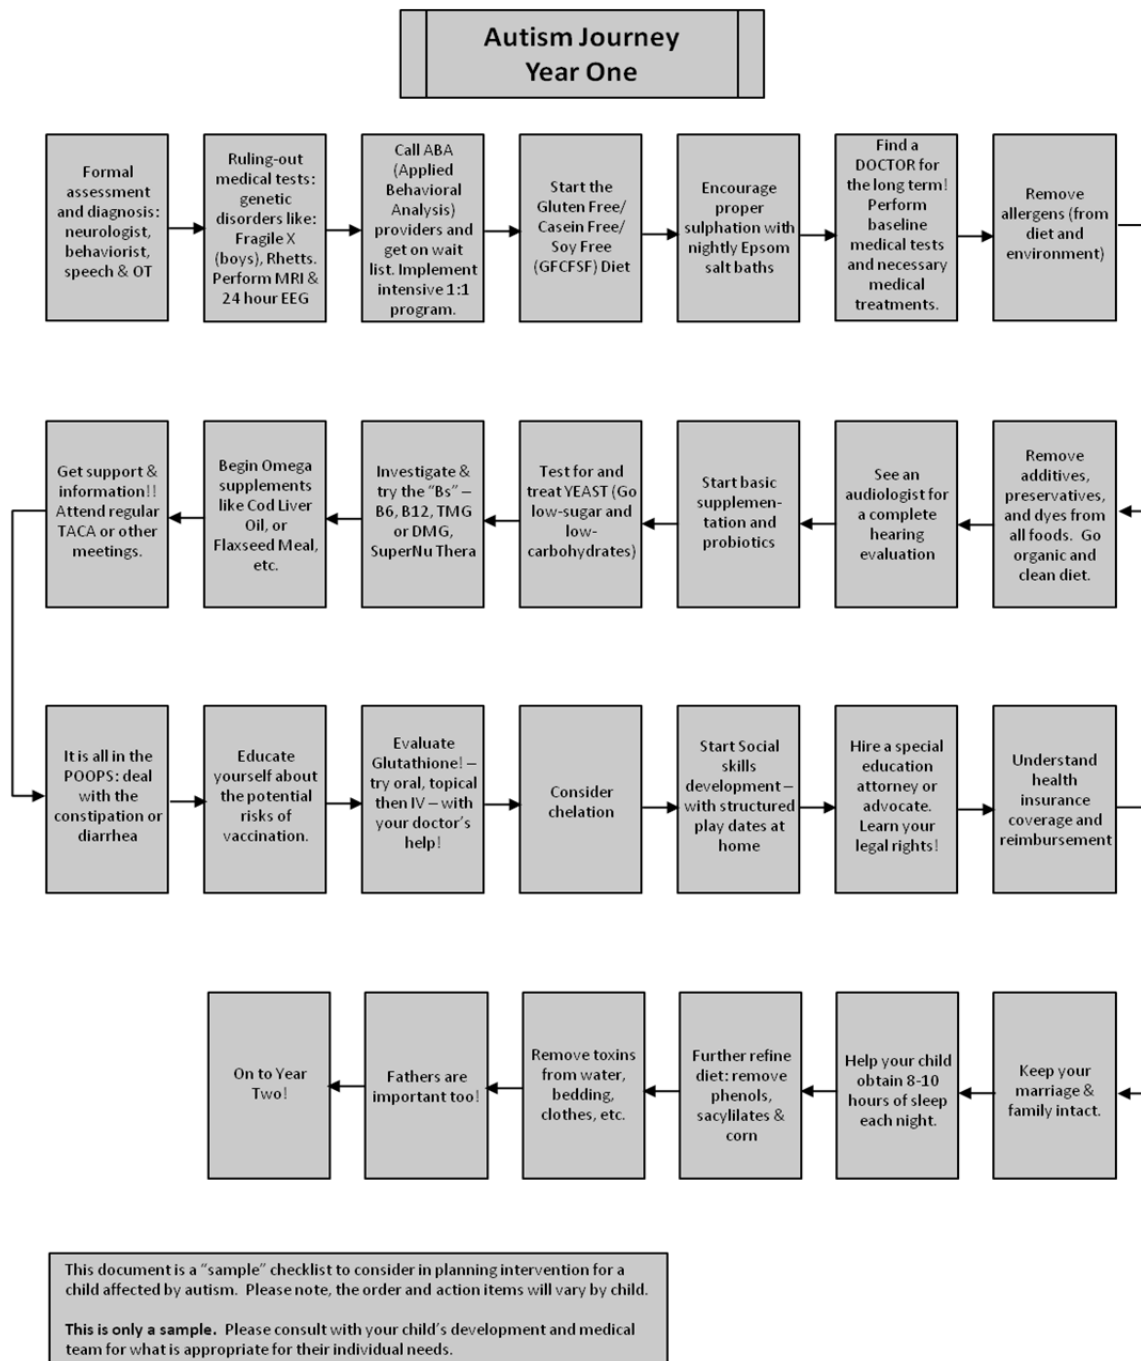 Autism Journey
Year One
Formal
assessment
and diagnosis:
neurologist,
behaviorist,
speech & OT
Ruling-out
medical tests:
genetic
disorders like:
Fragile X
(boys), Rhetts.
Perform MRI &
24 hour EEG
Call ABA
(Applied
Behavioral
Analysis)
providers and
get on wait
list. Implement
intensive 1:1
program.
Start the
Gluten Free/
Casein Free/
Soy Free
(GFCFSF) Diet
Encourage
proper
sulphation with
nightly Epsom
salt baths
Find a
DOCTOR for
the long term!
Perform
baseline
medical tests
and necessary
medical
treatments.
Remove
allergens (from
diet and
environment)
Remove
additives,
preservatives,
and dyes from
all foods. Go
organic and
clean diet.
See an
audiologist for
a complete
hearing
evaluation
Start basic
supplemen-
tation and
probiotics
Test for and
treat YEAST (Go
low-sugar and
low-
carbohydrates)
Investigate &
try the "Bs" –
B6, B12, TMG
or DMG,
SuperNu Thera
Begin Omega
supplements
like Cod Liver
Oil, or
Flaxseed Meal,
etc.
Get support &
information!!
Attend regular
TACA or other
meetings.
It is all in the
POOPS: deal
with the
constipation or
diarrhea
Educate
yourself about
the potential
risks of
vaccination.
Evaluate
Glutathione! –
try oral, topical
then IV – with
your doctor's
help!
Consider
chelation
Start Social
skills
development –
with structured
play dates at
home
Hire a special
education
attorney or
advocate.
Learn your
legal rights!
Understand
health
insurance
coverage and
reimbursement
Keep your
marriage &
family intact.
Help your child
obtain 8-10
hours of sleep
each night.
Further refine
diet: remove
phenols,
sacylilates &
corn
Remove toxins
from water,
bedding,
clothes, etc.
Fathers are
important too!
On to Year
Two!
This document is a "sample" checklist to consider in planning intervention for a
child affected by autism. Please note, the order and action items will vary by child.
This is only a sample. Please consult with your child's development and medical
team for what is appropriate for their individual needs.